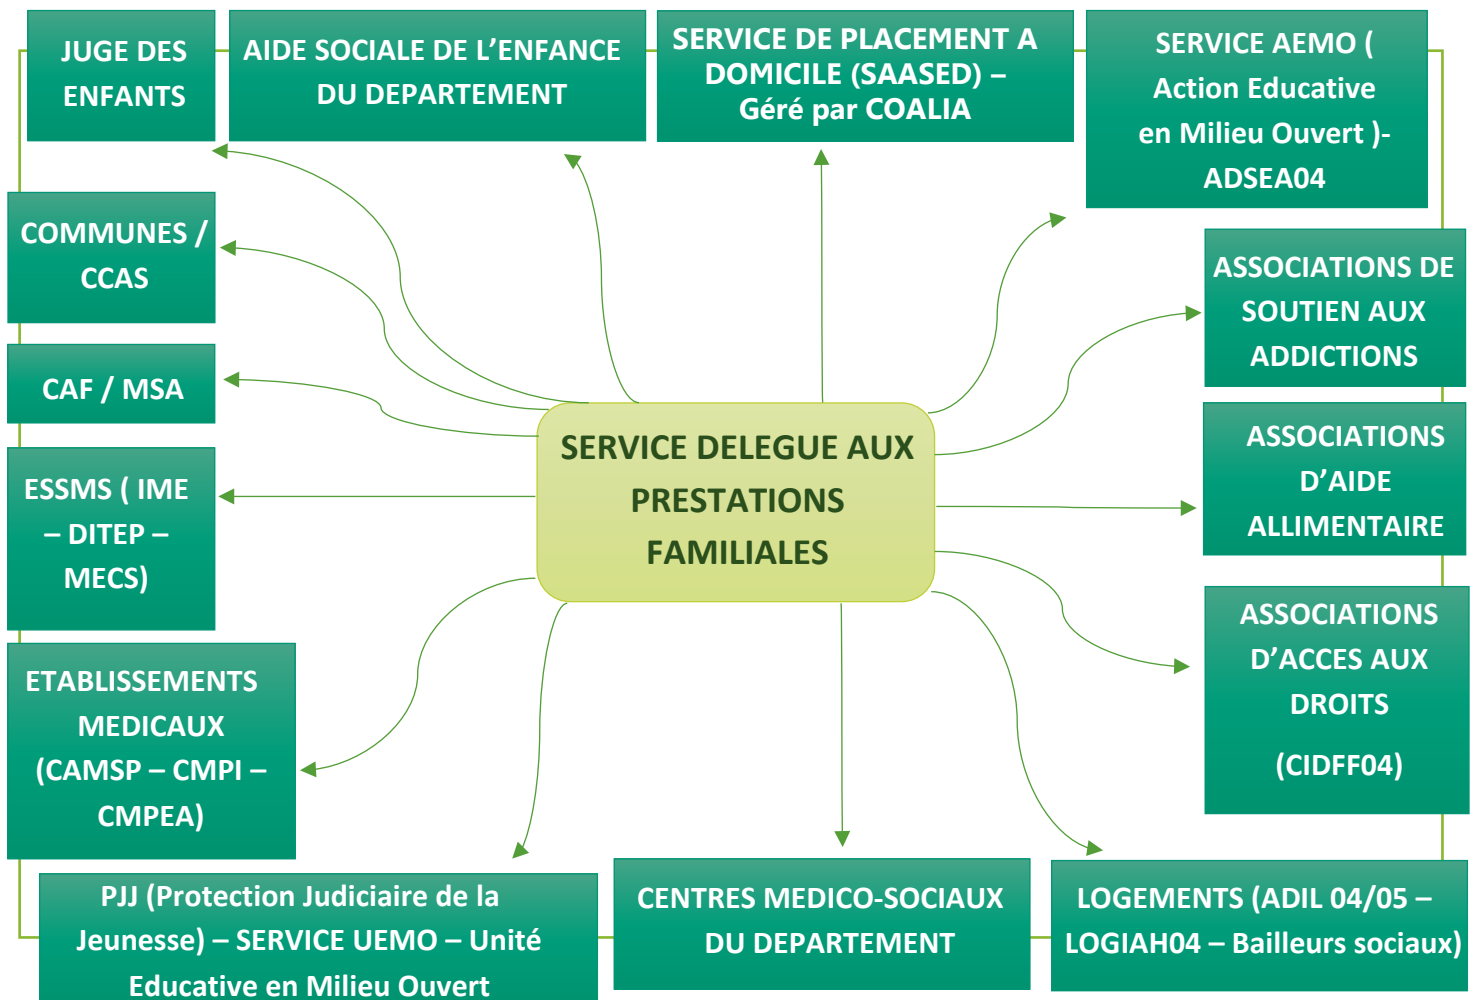 JUGE DES
ENFANTS
AIDE SOCIALE DE L’ENFANCE
DU DEPARTEMENT
SERVICE DE PLACEMENT A
DOMICILE (SAASED) –
Géré par COALIA
SERVICE AEMO (
Action Educative
en Milieu Ouvert )-
ADSEA04
COMMUNES /
CCAS
ASSOCIATIONS DE
SOUTIEN AUX
ADDICTIONS
CAF / MSA
SERVICE DELEGUE AUX
PRESTATIONS
FAMILIALES
ASSOCIATIONS
D’AIDE
ALLIMENTAIRE
ESSMS ( IME
– DITEP –
MECS)
ASSOCIATIONS
D’ACCES AUX
DROITS
(CIDFF04)
ETABLISSEMENTS
MEDICAUX
(CAMSP – CMPI –
CMPEA)
PJJ (Protection Judiciaire de la
Jeunesse) – SERVICE UEMO – Unité
Educative en Milieu Ouvert
CENTRES MEDICO-SOCIAUX
DU DEPARTEMENT
LOGEMENTS (ADIL 04/05 –
LOGIAH04 – Bailleurs sociaux)